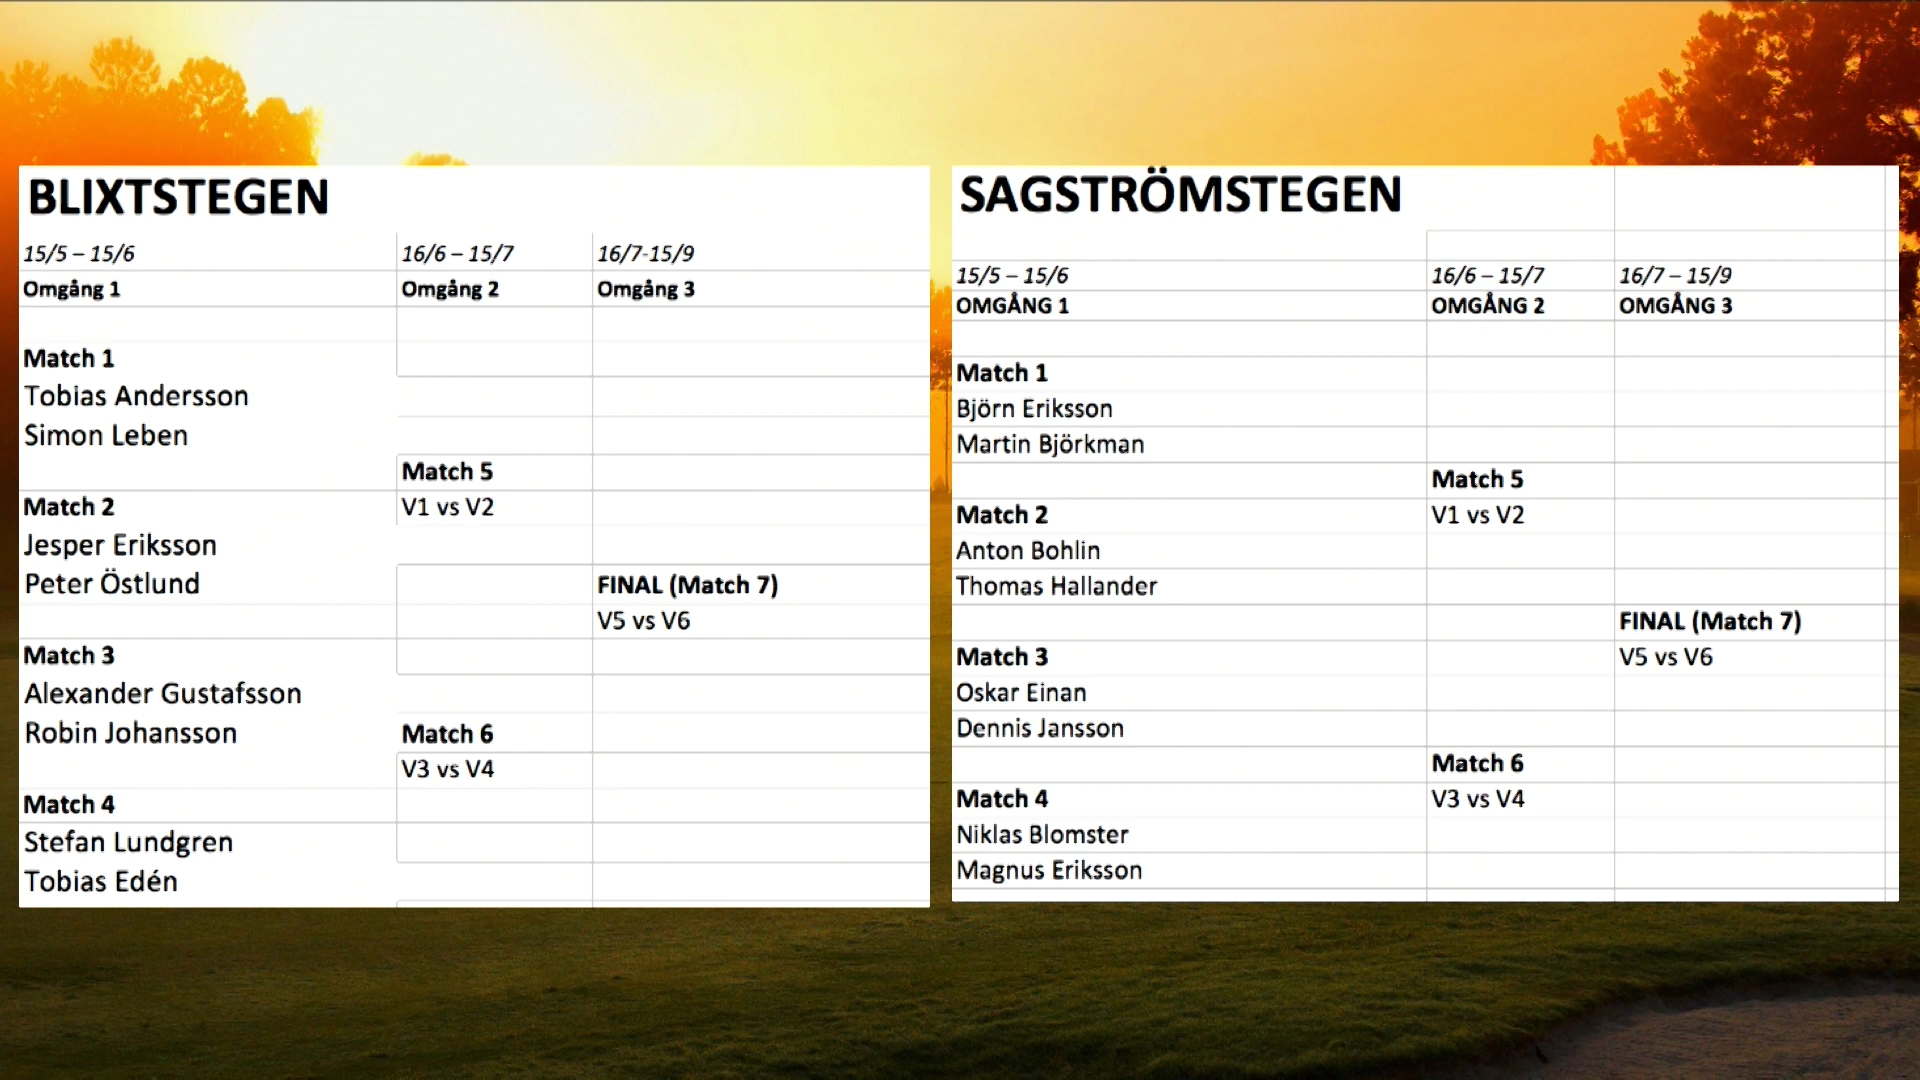 BLIXTSTEGEN
15/5 – 15/6 16/6 – 15/7 16/7-15/9
Omgång 1 Omgång 2 Omgång 3
Match 1
Tobias Andersson
Simon Leben
Match 5
Match 2 V1 vs V2
Jesper Eriksson
Peter Östlund FINAL (Match 7)
V5 vs V6
Match 3
Alexander Gustafsson
Robin Johansson Match 6
V3 vs V4
Match 4
Stefan Lundgren
Tobias Edén
SAGSTRÖMSTEGEN
15/5 – 15/6 16/6 – 15/7 16/7 – 15/9
OMGÅNG 1 OMGÅNG 2 OMGÅNG 3
Match 1
Björn Eriksson
Martin Björkman
Match 5
Match 2 V1 vs V2
Anton Bohlin
Thomas Hallander
FINAL (Match 7)
Match 3 V5 vs V6
Oskar Einan
Dennis Jansson
Match 6
Match 4 V3 vs V4
Niklas Blomster
Magnus Eriksson